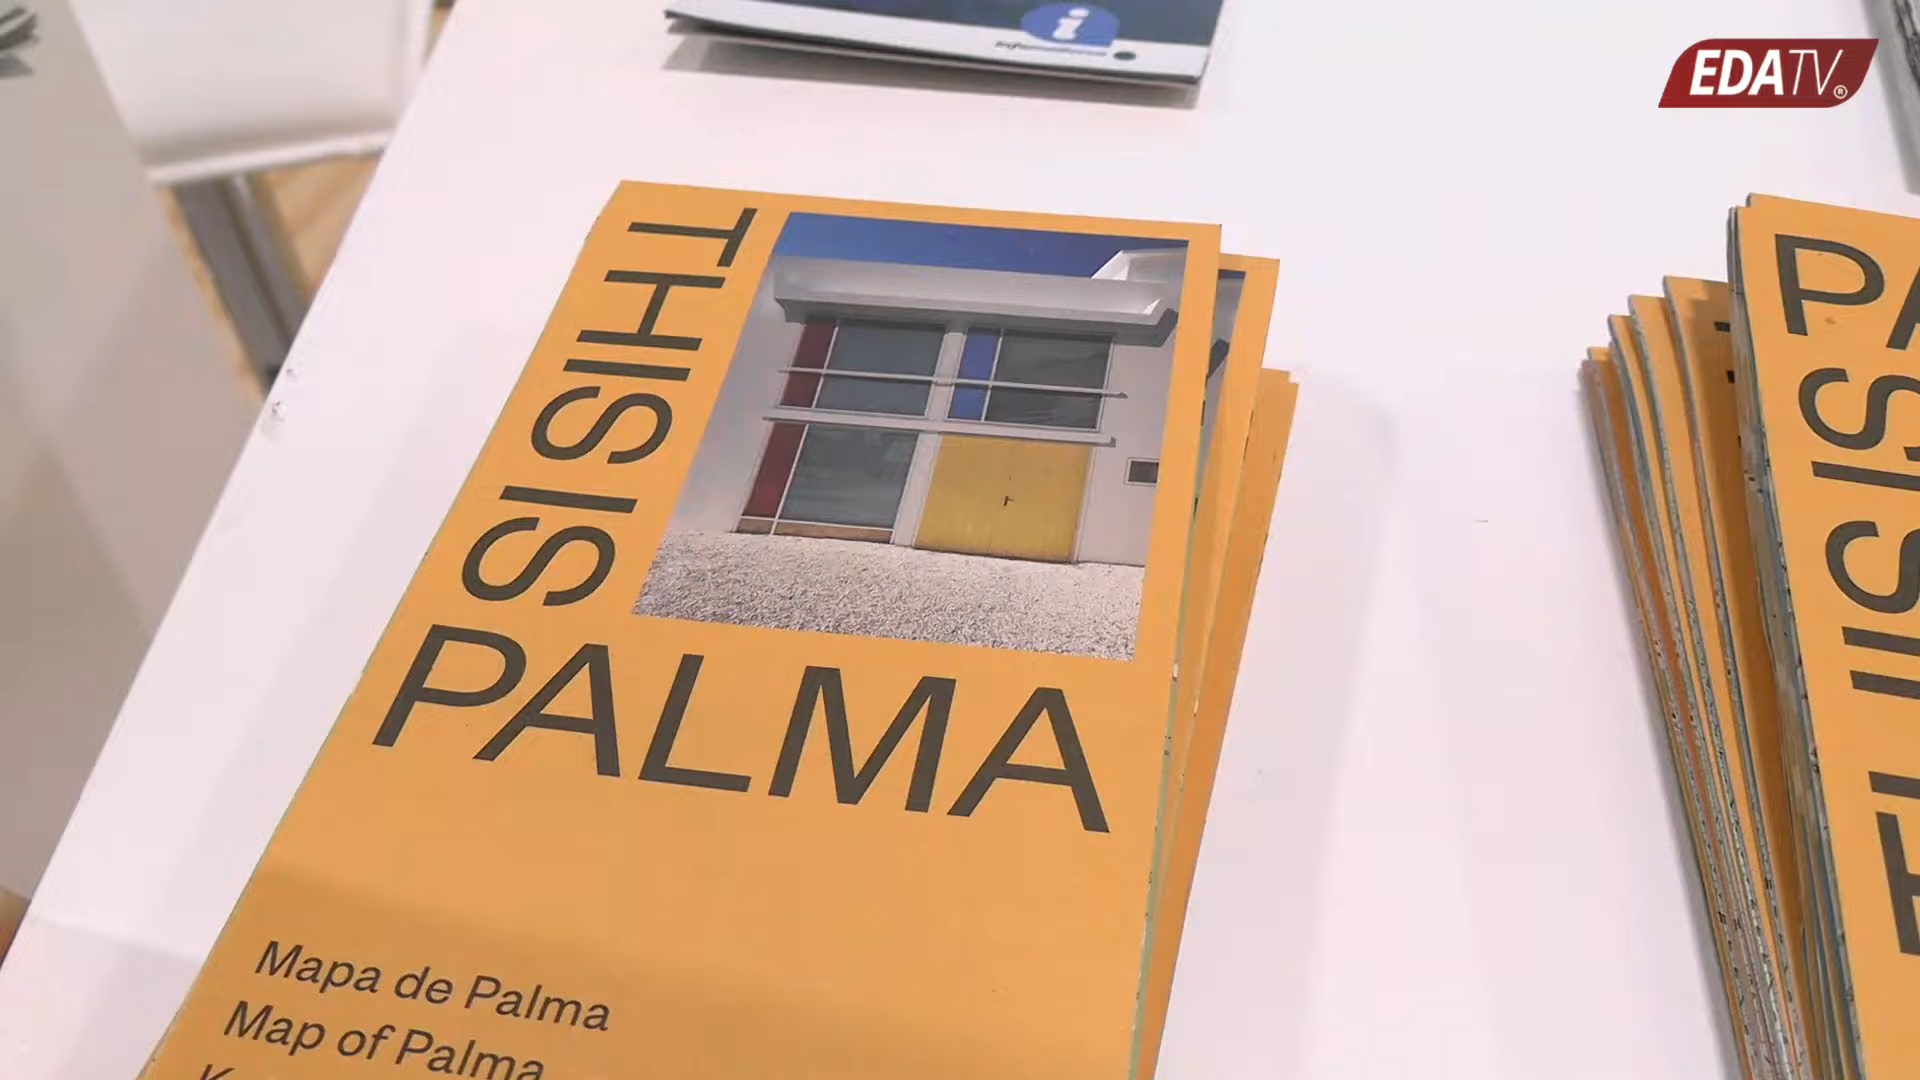 EDATV®
i
THIS IS
PALMA
Mapa de Palma
Map of Palma